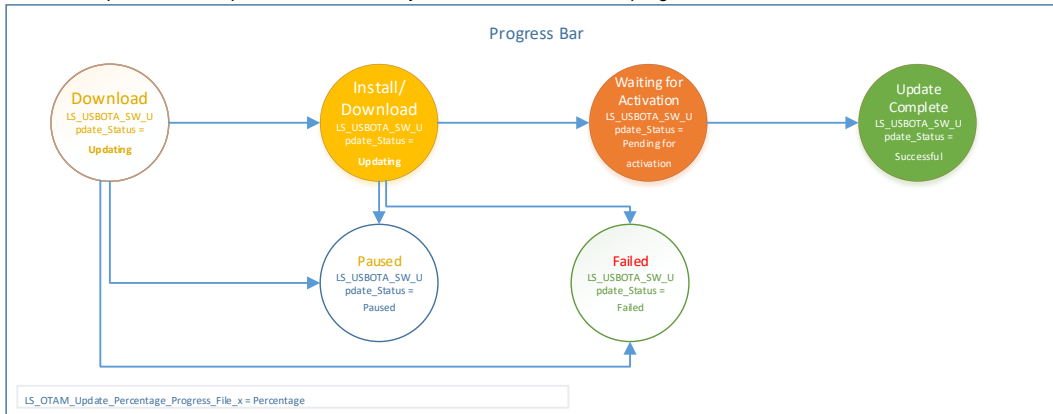 Progress Bar
Download
LS_USBOTA_SW_U
pdate_Status =
Updating
Install/
Download
LS_USBOTA_SW_U
pdate_Status =
Updating
Waiting for
Activation
LS_USBOTA_SW_U
pdate_Status =
Pending for
activation
Update
Complete
LS_USBOTA_SW_U
pdate_Status =
Successful
Paused
LS_USBOTA_SW_U
pdate_Status =
Paused
Failed
LS_USBOTA_SW_U
pdate_Status =
Failed
LS_OTAM_Update_Percentage_Progress_File_x = Percentage